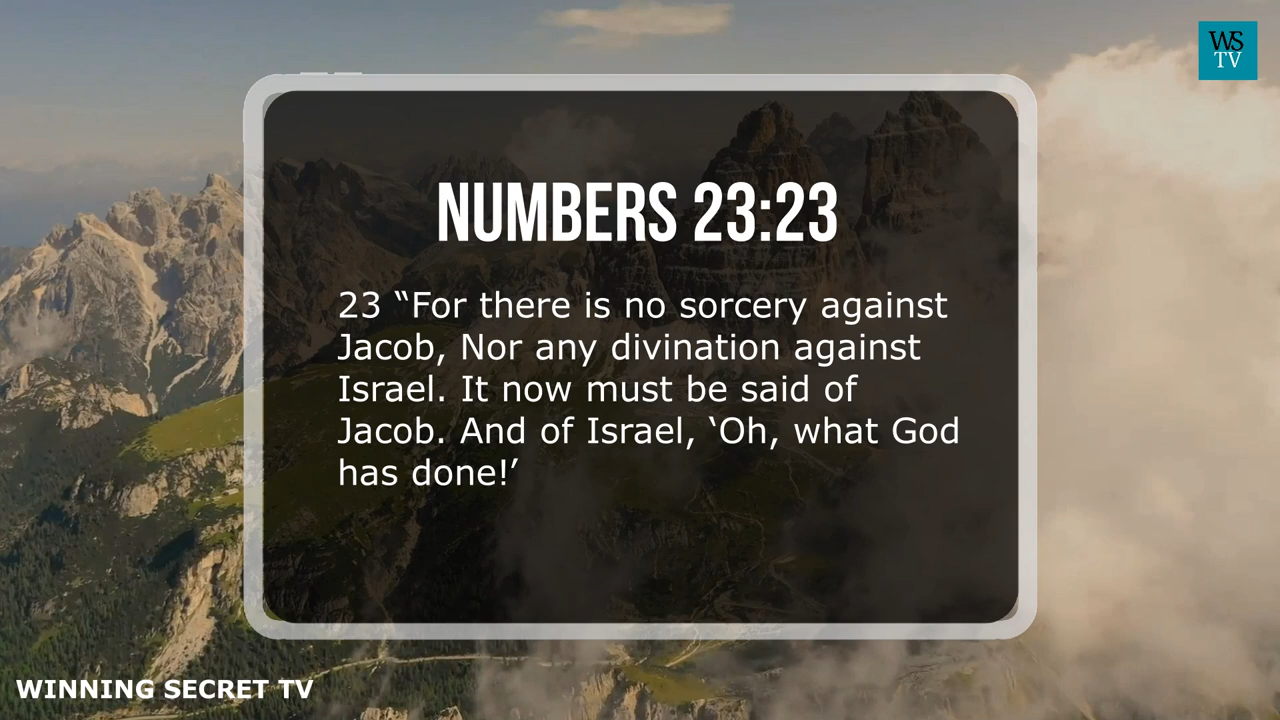 WS
TV
NUMBERS 23:23
23 “For there is no sorcery against
Jacob, Nor any divination against
Israel. It now must be said of
Jacob. And of Israel, ‘Oh, what God
has done!’
WINNING SECRET TV